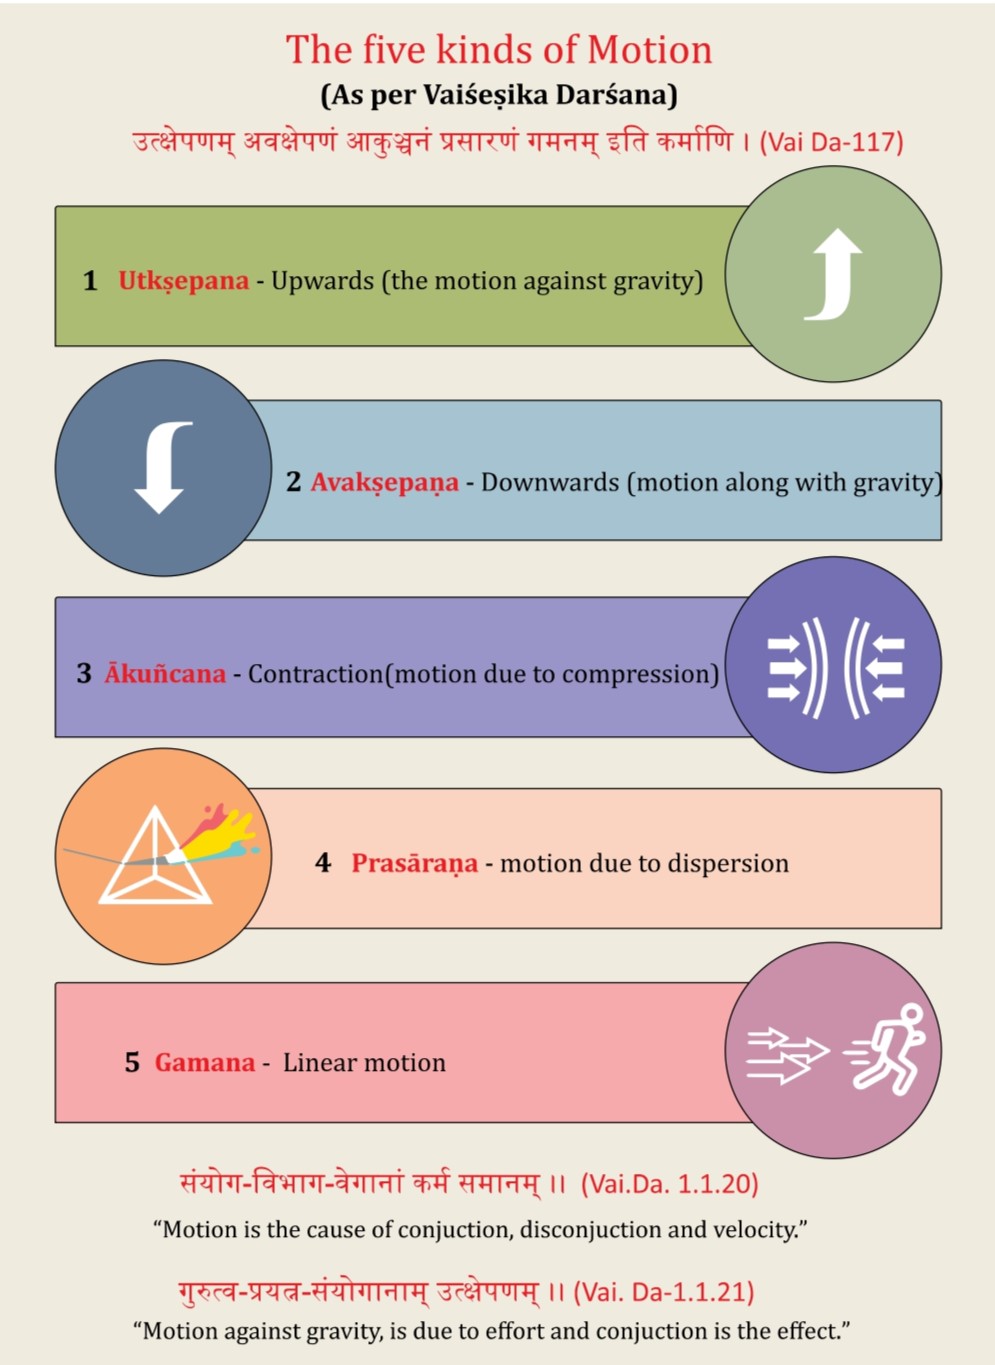 The five kinds of Motion
(As per Vaiśeṣika Darśana)
उत्क्षेपणम् अवक्षेपणं आकुञ्चनं प्रसारणं गमनम् इति कर्माणि । (Vai Da-117)
1 Utkṣepana - Upwards (the motion against gravity)
2 Avakṣepaṇa - Downwards (motion along with gravity)
3 Ākuñcana - Contraction(motion due to compression)
4 Prasāraṇa - motion due to dispersion
5 Gamana - Linear motion
संयोग-विभाग-वेगानां कर्म समानम् ।। (Vai.Da. 1.1.20)
“Motion is the cause of conjuction, disconjuction and velocity.”
गुरुत्व-प्रयत्न-संयोगानाम् उत्क्षेपणम् ।। (Vai. Da-1.1.21)
“Motion against gravity, is due to effort and conjuction is the effect.”